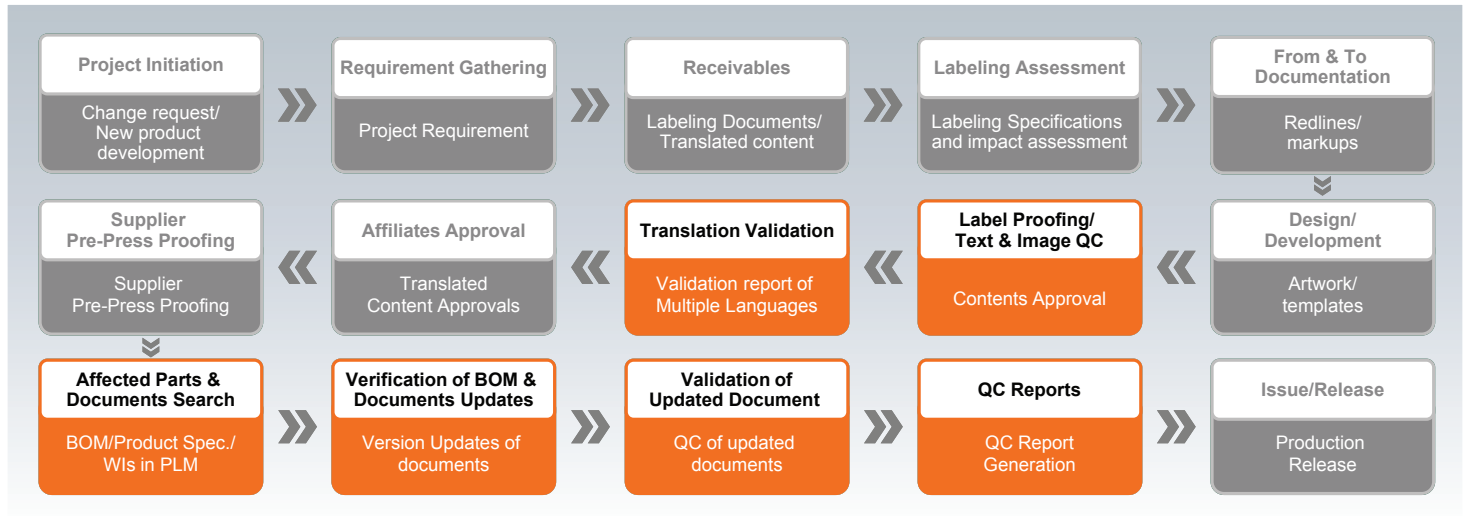 Project Initiation
Change request/
New product
development
Requirement Gathering
Project Requirement
Receivables
Labeling Documents/
Translated content
Labeling Assessment
Labeling Specifications
and impact assessment
From & To
Documentation
Redlines/
markups
Supplier
Pre-Press Proofing
Supplier
Pre-Press Proofing
Affiliates Approval
Translated
Content Approvals
Translation Validation
Validation report of
Multiple Languages
Label Proofing/
Text & Image QC
Contents Approval
Design/
Development
Artwork/
templates
Affected Parts &
Documents Search
BOM/Product Spec./
WIs in PLM
Verification of BOM &
Documents Updates
Version Updates of
documents
Validation of
Updated Document
QC of updated
documents
QC Reports
QC Report
Generation
Issue/Release
Production
Release